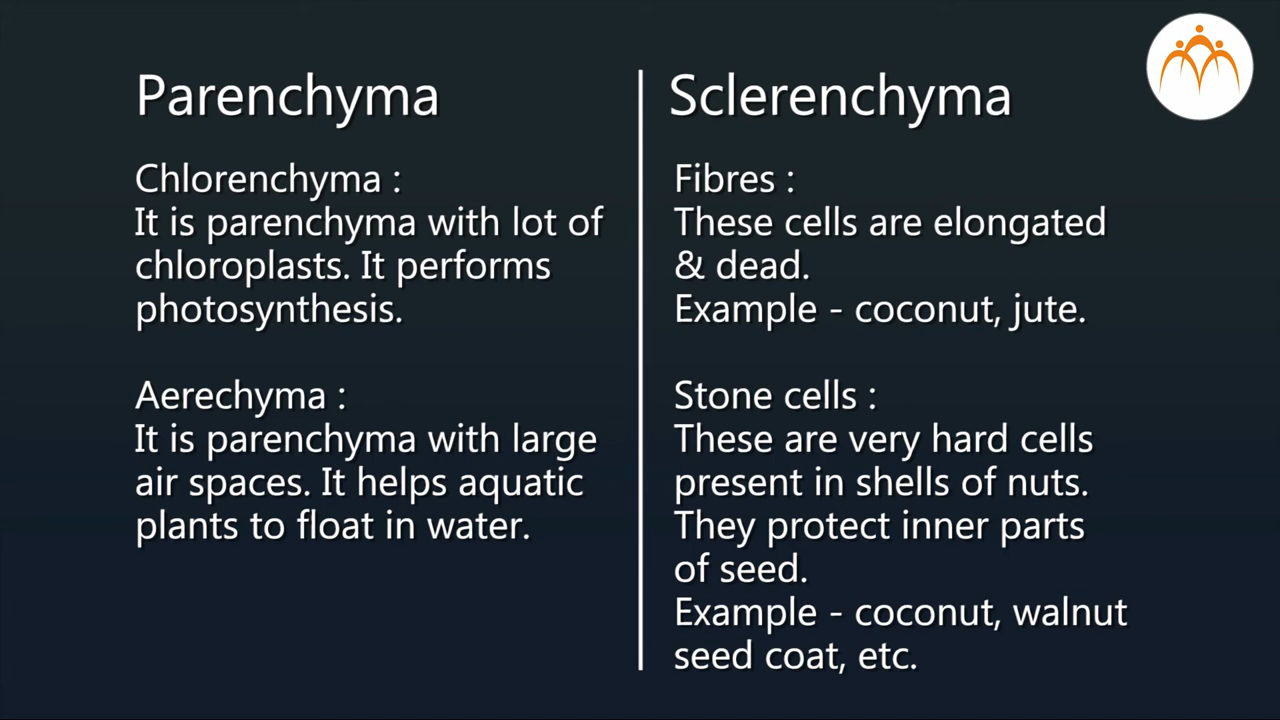 Parenchyma
Chlorenchyma :
It is parenchyma with lot of
chloroplasts. It performs
photosynthesis.
Aerechyma :
It is parenchyma with large
air spaces. It helps aquatic
plants to float in water.
Sclerenchyma
Fibres :
These cells are elongated
& dead.
Example - coconut, jute.
Stone cells :
These are very hard cells
present in shells of nuts.
They protect inner parts
of seed.
Example - coconut, walnut
seed coat, etc.